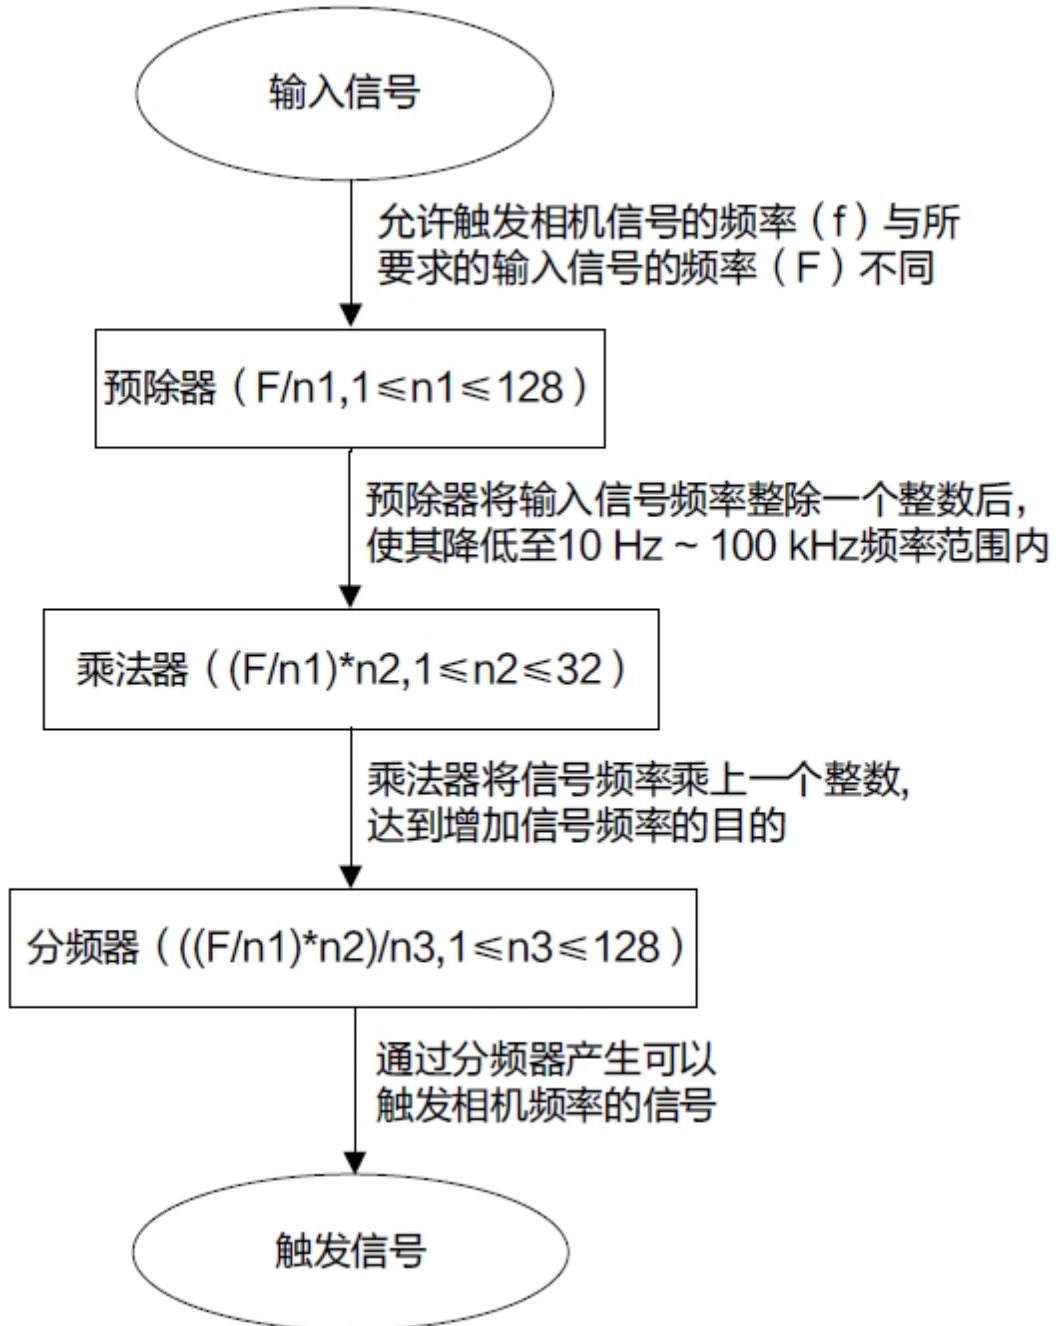 输入信号
允许触发相机信号的频率（f）与所
要求的输入信号的频率（F）不同
预除器（F/n1,1≤n1≤128）
预除器将输入信号频率整除一个整数后，
使其降低至10 Hz ~ 100 kHz频率范围内
乘法器（(F/n1)*n2,1≤n2≤32）
乘法器将信号频率乘上一个整数，
达到增加信号频率的目的
分频器（((F/n1)*n2)/n3,1≤n3≤128）
通过分频器产生可以
触发相机频率的信号
触发信号